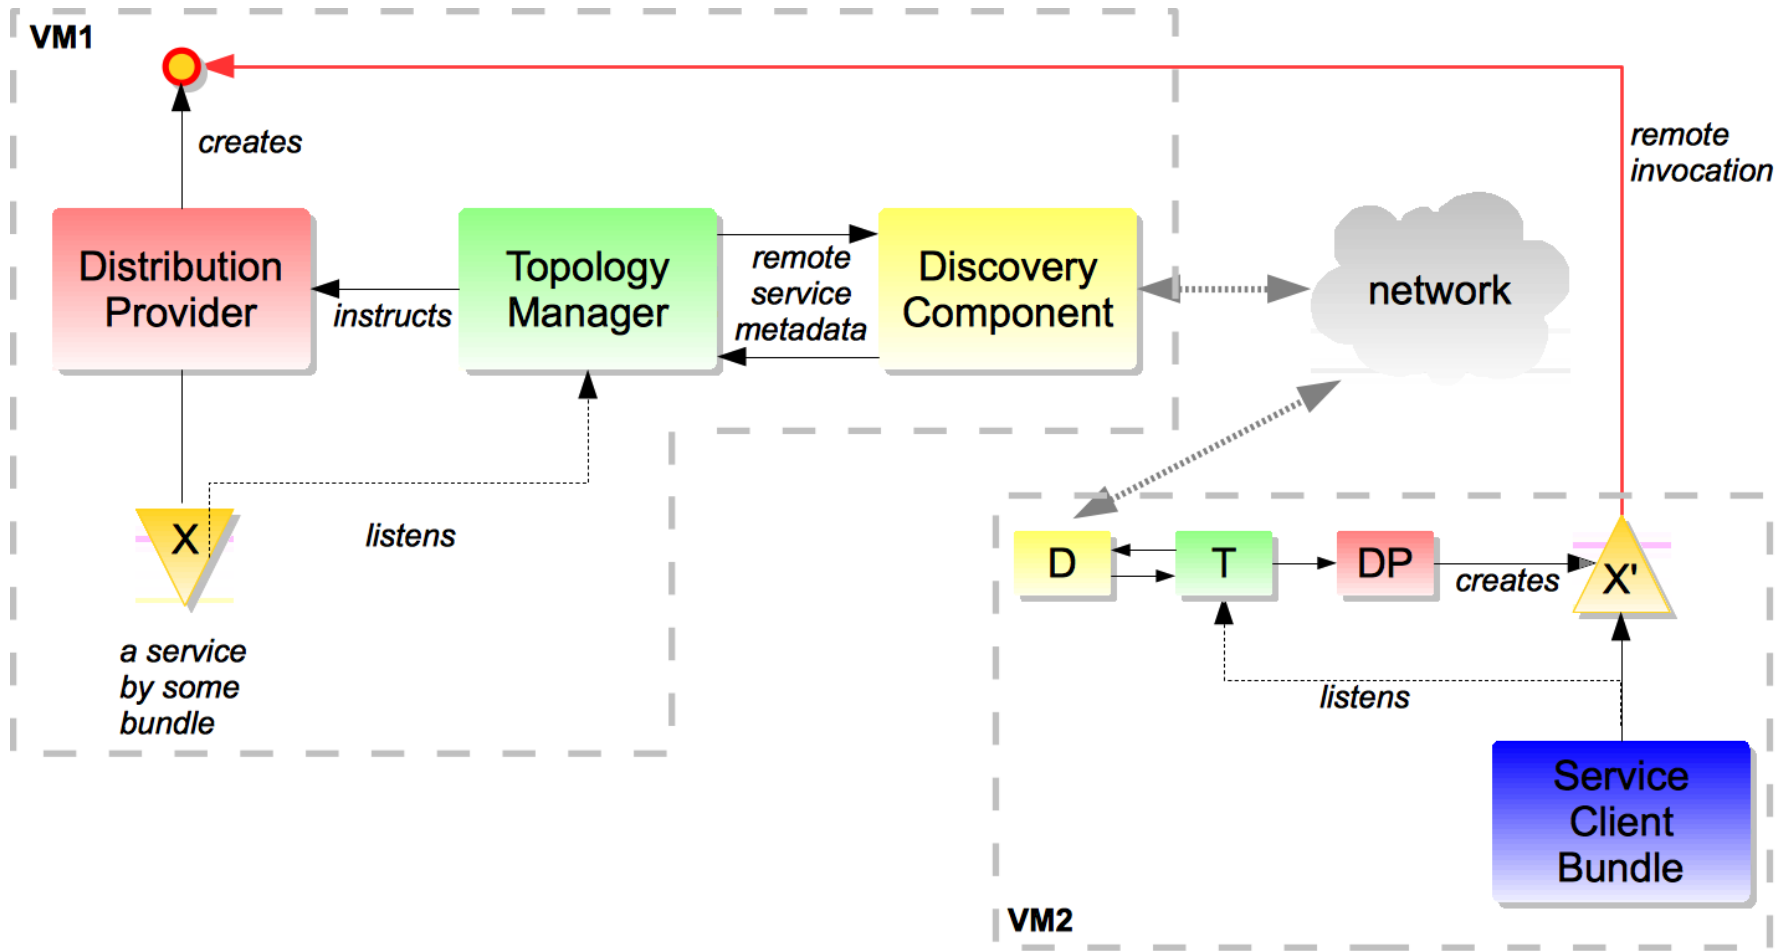 VM1
creates
remote
invocation
Distribution
Provider
instructs
Topology
Manager
remote
service
metadata
Discovery
Component
network
X
listens
a service
by some
bundle
D
T
DP
creates
X'
listens
Service
Client
Bundle
VM2